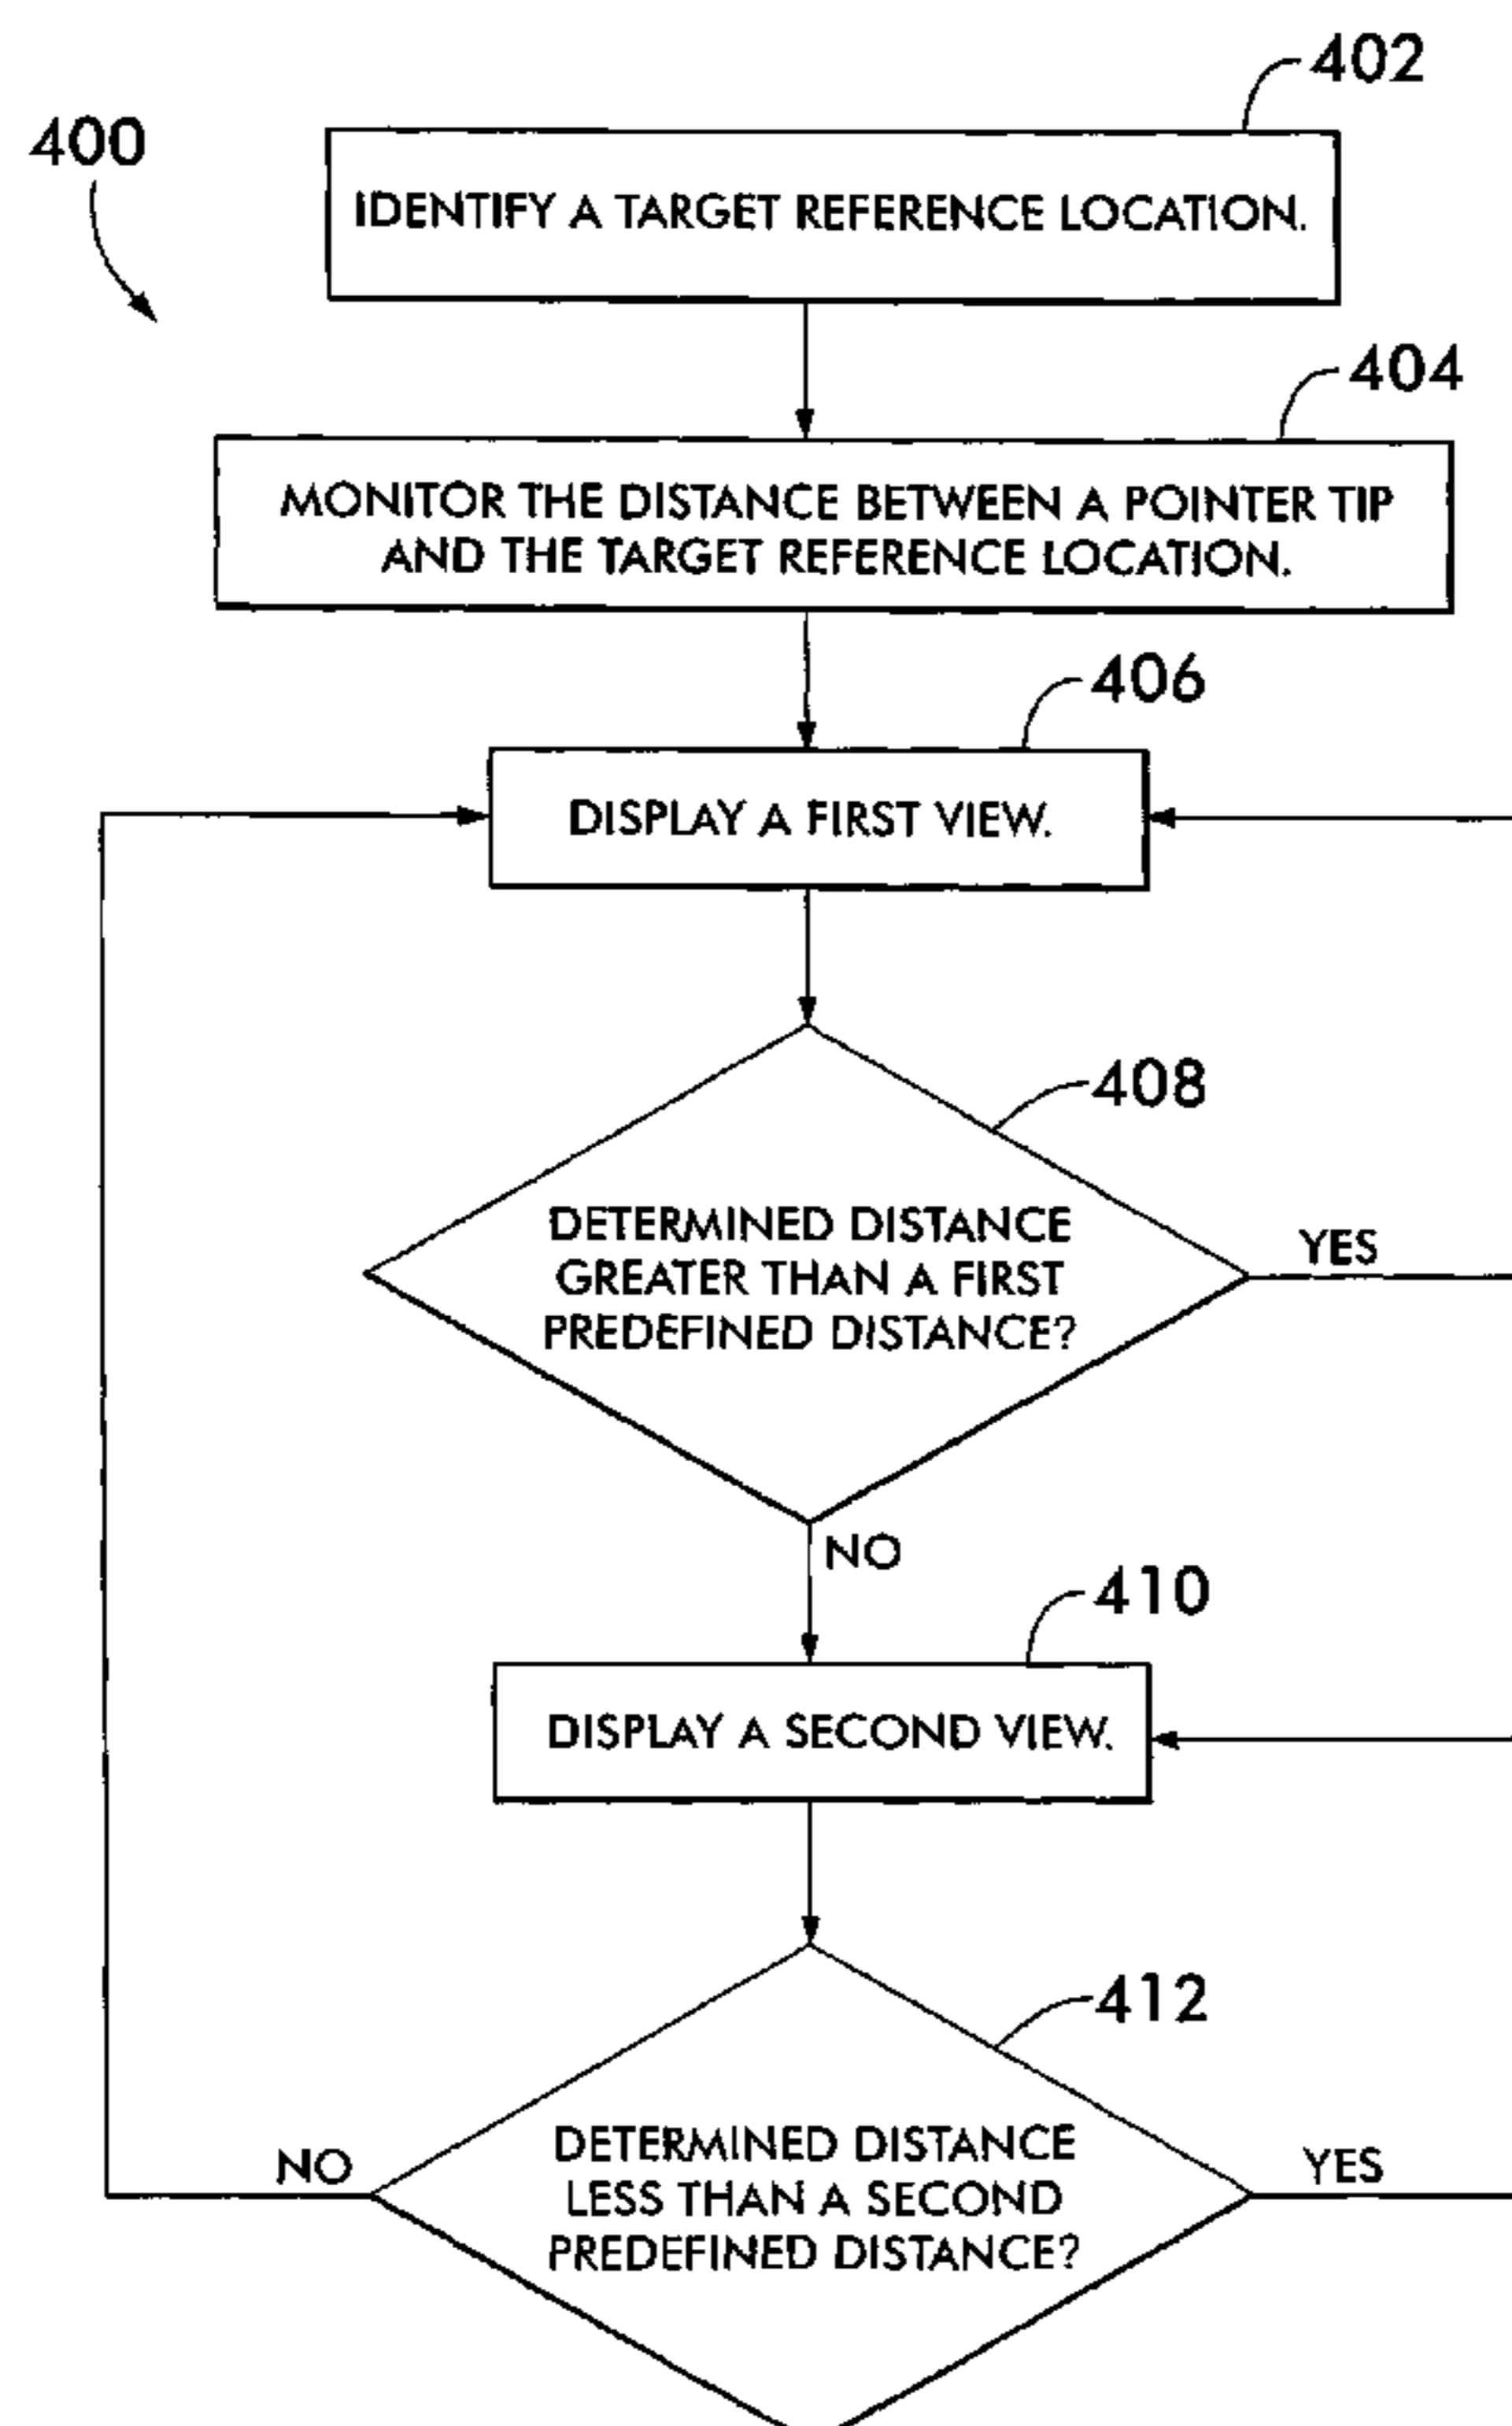 402
400
IDENTIFY A TARGET REFERENCE LOCATION.
404
MONITOR THE DISTANCE BETWEEN A POINTER TIP
AND THE TARGET REFERENCE LOCATION.
406
DISPLAY A FIRST VIEW.
408
DETERMINED DISTANCE
GREATER THAN A FIRST
PREDEFINED DISTANCE?
YES
NO
410
DISPLAY A SECOND VIEW.
412
DETERMINED DISTANCE
LESS THAN A SECOND
PREDEFINED DISTANCE?
NO
YES